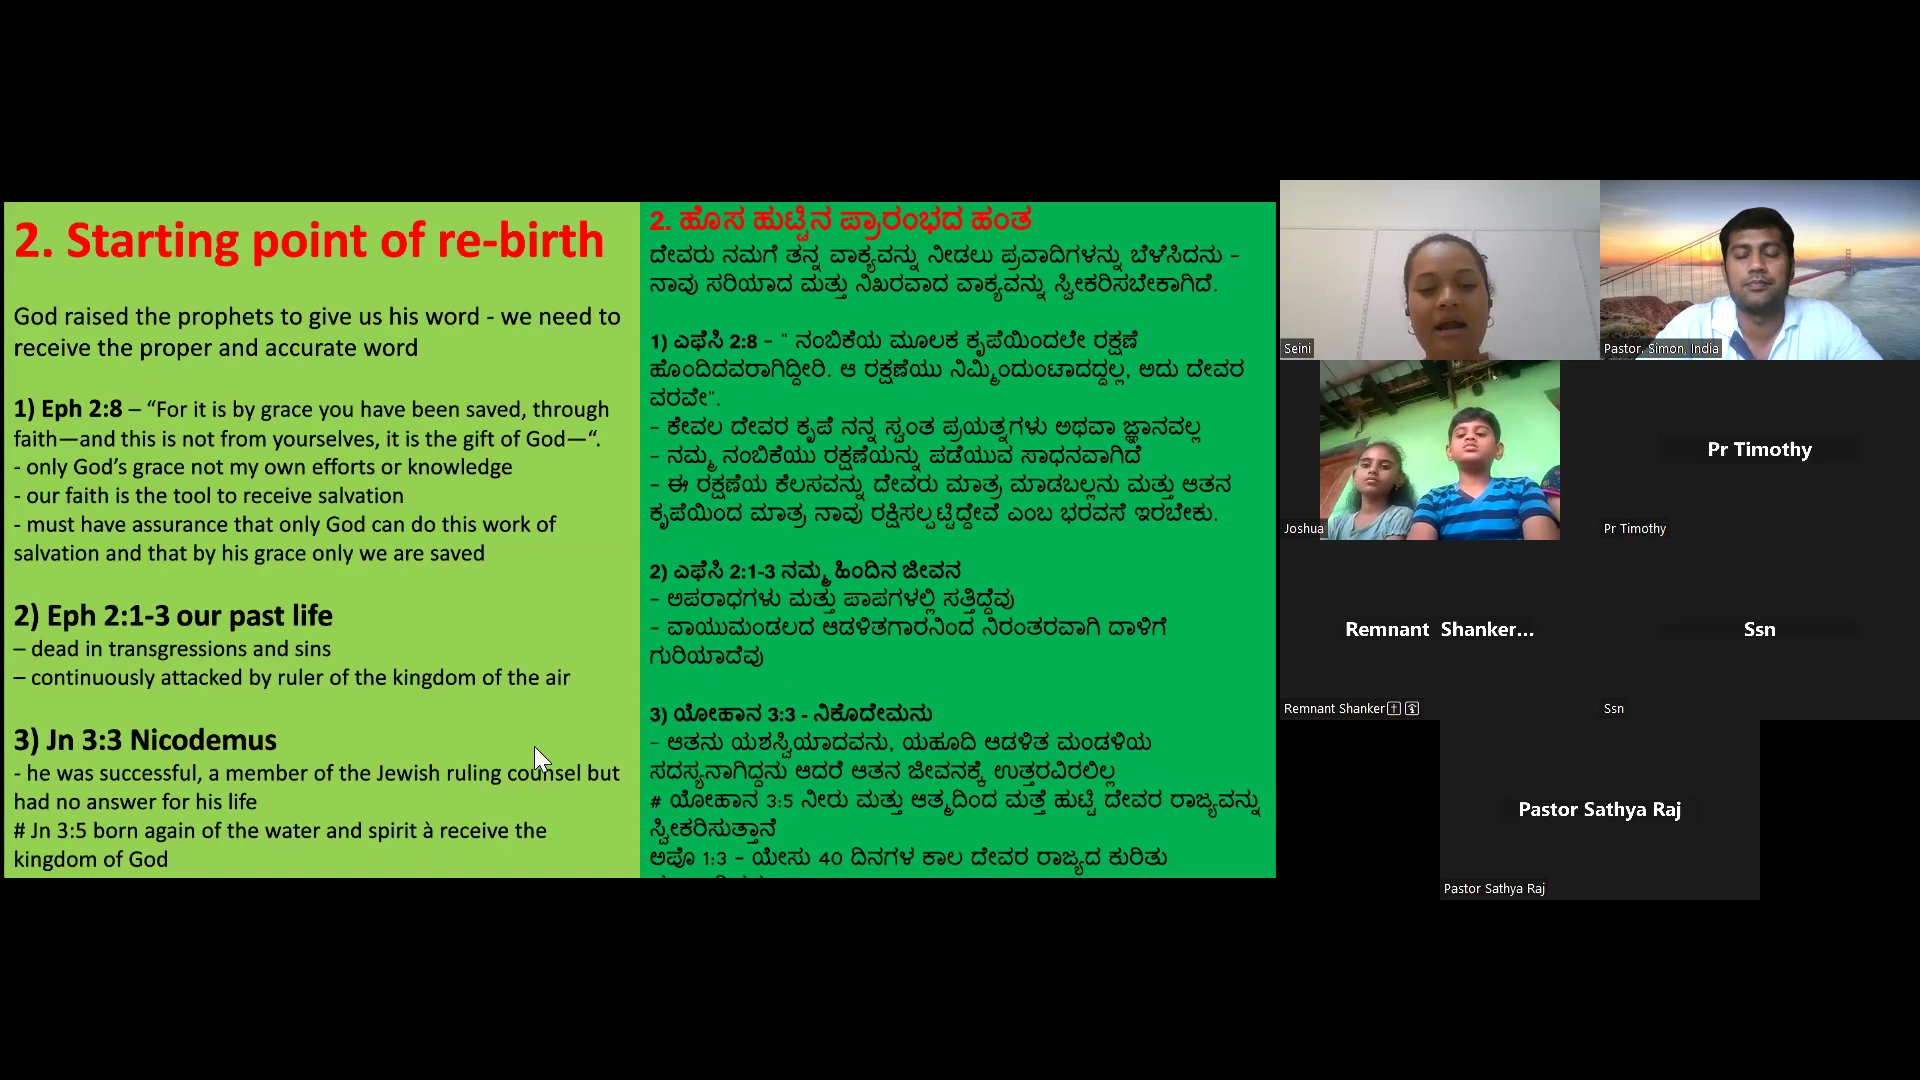 2. Starting point of re-birth
God raised the prophets to give us his word - we need to
receive the proper and accurate word
1) Eph 2:8 – “For it is by grace you have been saved, through
faith—and this is not from yourselves, it is the gift of God—“.
- only God’s grace not my own efforts or knowledge
- our faith is the tool to receive salvation
- must have assurance that only God can do this work of
salvation and that by his grace only we are saved
2) Eph 2:1-3 our past life
– dead in transgressions and sins
– continuously attacked by ruler of the kingdom of the air
3) Jn 3:3 Nicodemus
- he was successful, a member of the Jewish ruling counsel but
had no answer for his life
# Jn 3:5 born again of the water and spirit à receive the
kingdom of God
2. ಹೊಸ ಹುಟ್ಟಿನ ಪ್ರಾರಂಭದ ಹಂತ
ದೇವರು ನಮಗೆ ತನ್ನ ವಾಕ್ಯವನ್ನು ನೀಡಲು ಪ್ರವಾದಿಗಳನ್ನು ಬೆಳೆಸಿದನು -
ನಾವು ಸರಿಯಾದ ಮತ್ತು ನಿಖರವಾದ ವಾಕ್ಯವನ್ನು ಸ್ವೀಕರಿಸಬೇಕಾಗಿದೆ.
1) ಎಫೆಸಿ 2:8 - " ನಂಬಿಕೆಯ ಮೂಲಕ ಕೃಪೆಯಿಂದಲೇ ರಕ್ಷಣೆ
ಹೊಂದಿದವರಾಗಿದ್ದೀರಿ. ಆ ರಕ್ಷಣೆಯು ನಿಮ್ಮಿಂದುಂಟಾದದ್ದಲ್ಲ, ಅದು ದೇವರ
ವರವೇ".
- ಕೇವಲ ದೇವರ ಕೃಪೆ ನನ್ನ ಸ್ವಂತ ಪ್ರಯತ್ನಗಳು ಅಥವಾ ಜ್ಞಾನವಲ್ಲ
- ನಮ್ಮ ನಂಬಿಕೆಯು ರಕ್ಷಣೆಯನ್ನು ಪಡೆಯುವ ಸಾಧನವಾಗಿದೆ
- ಈ ರಕ್ಷಣೆಯ ಕೆಲಸವನ್ನು ದೇವರು ಮಾತ್ರ ಮಾಡಬಲ್ಲನು ಮತ್ತು ಆತನ
ಕೃಪೆಯಿಂದ ಮಾತ್ರ ನಾವು ರಕ್ಷಿಸಲ್ಪಟ್ಟಿದ್ದೇವೆ ಎಂಬ ಭರವಸೆ ಇರಬೇಕು.
2) ಎಫೆಸಿ 2:1-3 ನಮ್ಮ ಹಿಂದಿನ ಜೀವನ
- ಅಪರಾಧಗಳು ಮತ್ತು ಪಾಪಗಳಲ್ಲಿ ಸತ್ತಿದ್ದೆವು
- ವಾಯುಮಂಡಲದ ಆಡಳಿತಗಾರನಿಂದ ನಿರಂತರವಾಗಿ ದಾಳಿಗೆ
ಗುರಿಯಾದೆವು
3) ಯೋಹಾನ 3:3 - ನಿಕೊದೇಮನು
- ಆತನು ಯಶಸ್ವಿಯಾದವನು, ಯಹೂದಿ ಆಡಳಿತ ಮಂಡಳಿಯ
ಸದಸ್ಯನಾಗಿದ್ದನು ಆದರೆ ಆತನ ಜೀವನಕ್ಕೆ ಉತ್ತರವಿರಲಿಲ್ಲ
# ಯೋಹಾನ 3:5 ನೀರು ಮತ್ತು ಆತ್ಮದಿಂದ ಮತ್ತೆ ಹುಟ್ಟಿ ದೇವರ ರಾಜ್ಯವನ್ನು
ಸ್ವೀಕರಿಸುತ್ತಾನೆ
ಅಪೊ 1:3 - ಯೇಸು 40 ದಿನಗಳ ಕಾಲ ದೇವರ ರಾಜ್ಯದ ಕುರಿತು
Seini
Pastor. Simon, India
Joshua
Pr Timothy
Pr Timothy
Remnant Shanker...
Remnant Shanker
Ssn
Ssn
Pastor Sathya Raj
Pastor Sathya Raj